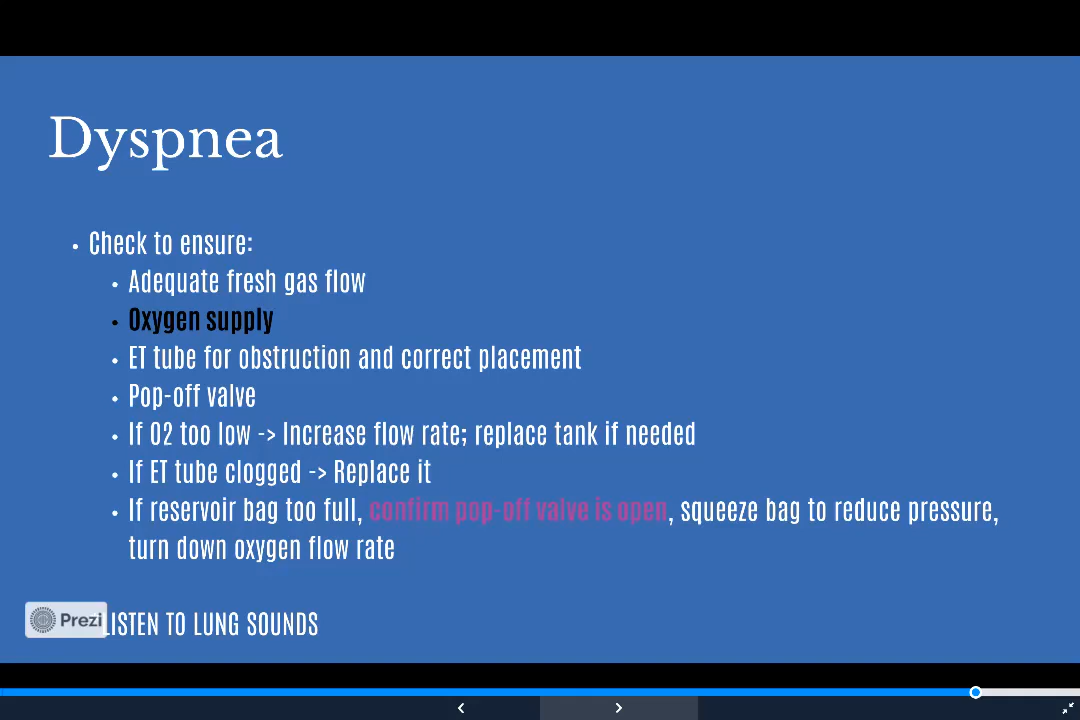 Dyspnea
• Check to ensure:
• Adequate fresh gas flow
• Oxygen supply
• ET tube for obstruction and correct placement
• Pop-off valve
• If O2 too low -> Increase flow rate; replace tank if needed
• If ET tube clogged -> Replace it
• If reservoir bag too full, confirm pop-off valve is open, squeeze bag to reduce pressure,
turn down oxygen flow rate
LISTEN TO LUNG SOUNDS
Prezi